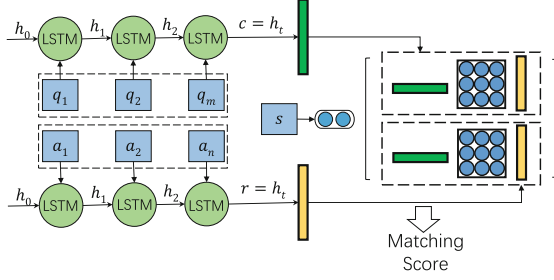 h₀ LSTM h₁ LSTM h₂ LSTM c = hₜ
q₁ q₂ qₘ
s
a₁ a₂ aₙ
h₀ LSTM h₁ LSTM h₂ LSTM r = hₜ
Matching
Score